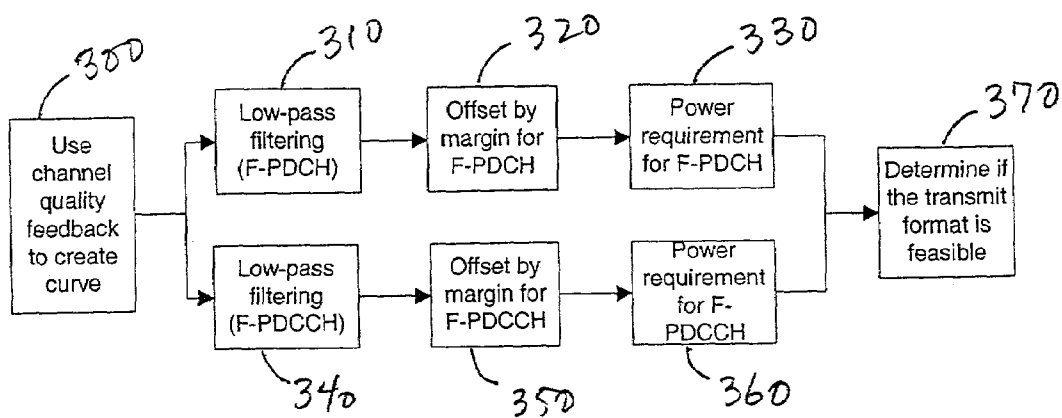 300
310
320
330
370
Use
channel
quality
feedback
to create
curve
Low-pass
filtering
(F-PDCH)
Offset by
margin for
F-PDCH
Power
requirement
for F-PDCH
Determine if
the transmit
format is
feasible
Low-pass
filtering
(F-PDCCH)
Offset by
margin for
F-PDCCH
Power
requirement
for F-
PDCCH
340
350
360